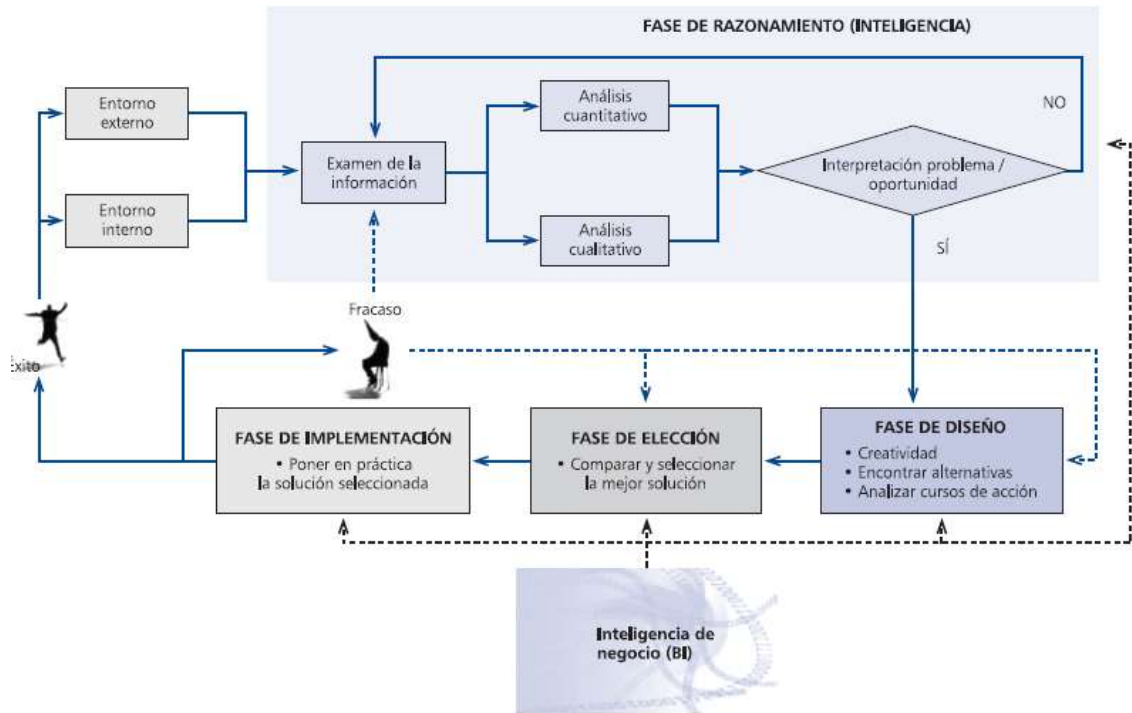 FASE DE RAZONAMIENTO (INTELIGENCIA)
Entorno
externo
Entorno
interno
Examen de la
información
Análisis
cuantitativo
Análisis
cualitativo
Interpretación problema /
oportunidad
NO
SÍ
Fracaso
Éxito
FASE DE IMPLEMENTACIÓN
• Poner en práctica
la solución seleccionada
FASE DE ELECCIÓN
• Comparar y seleccionar
la mejor solución
FASE DE DISEÑO
• Creatividad
• Encontrar alternativas
• Analizar cursos de acción
Inteligencia de
negocio (BI)